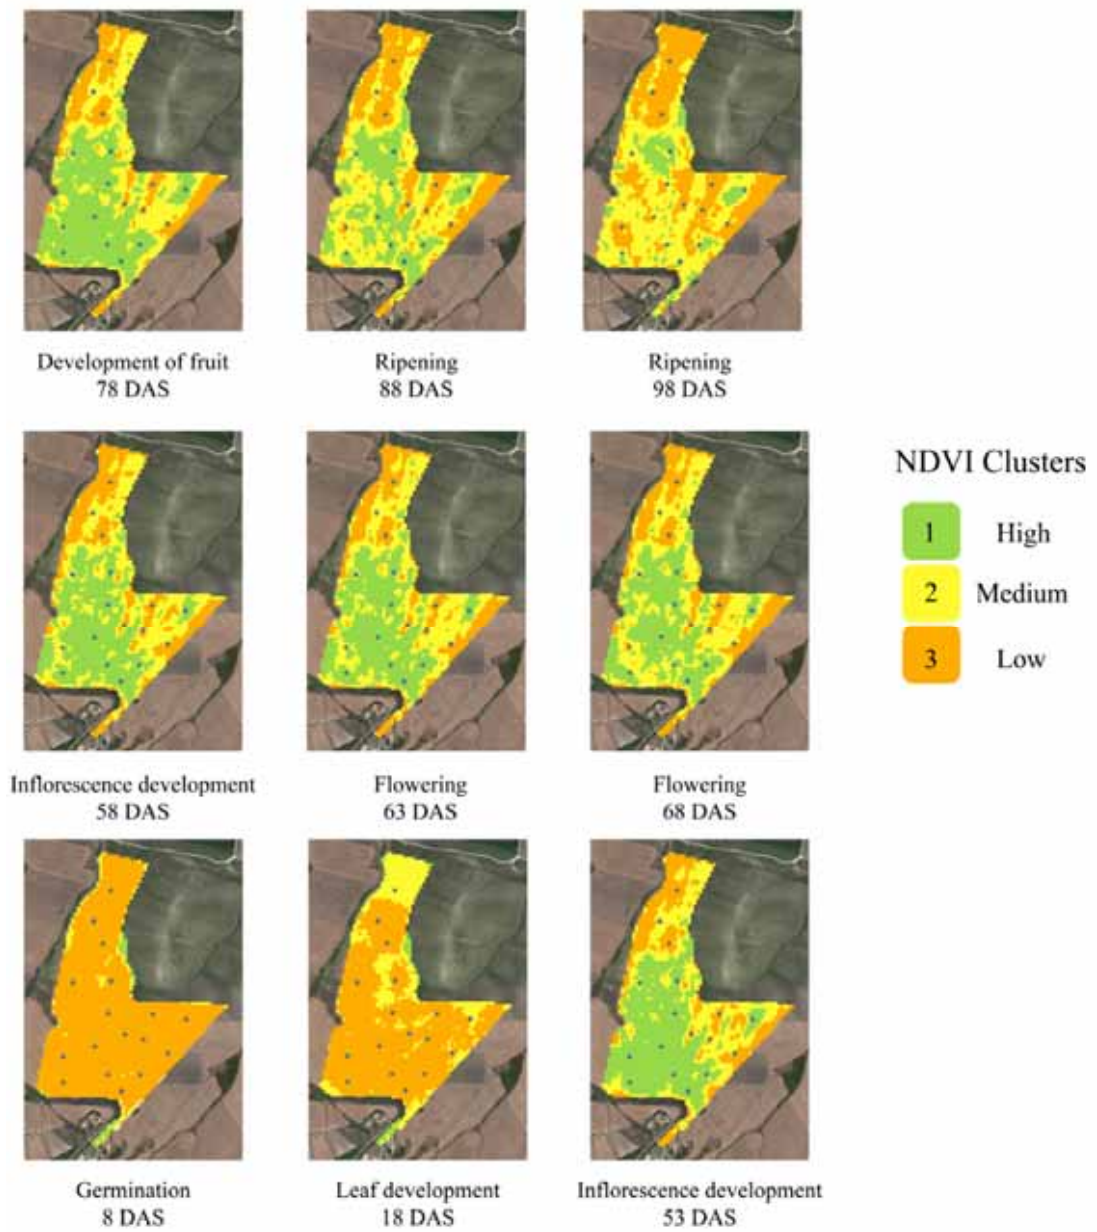 Development of fruit
78 DAS
Ripening
88 DAS
Ripening
98 DAS
NDVI Clusters
1 High
2 Medium
3 Low
Inflorescence development
58 DAS
Flowering
63 DAS
Flowering
68 DAS
Germination
8 DAS
Leaf development
18 DAS
Inflorescence development
53 DAS